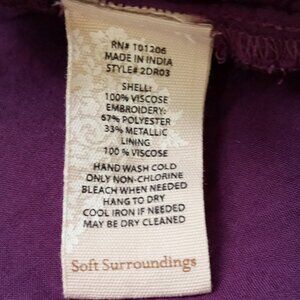 RN# 101206
MADE IN INDIA
STYLE# 2DR03
SHELL:
100% VISCOSE
EMBROIDERY:
67% POLYESTER
33% METALLIC
LINING
100 % VISCOSE
HAND WASH COLD
ONLY NON-CHLORINE
BLEACH WHEN NEEDED
HANG TO DRY
COOL IRON IF NEEDED
MAY BE DRY CLEANED
Soft Surroundings